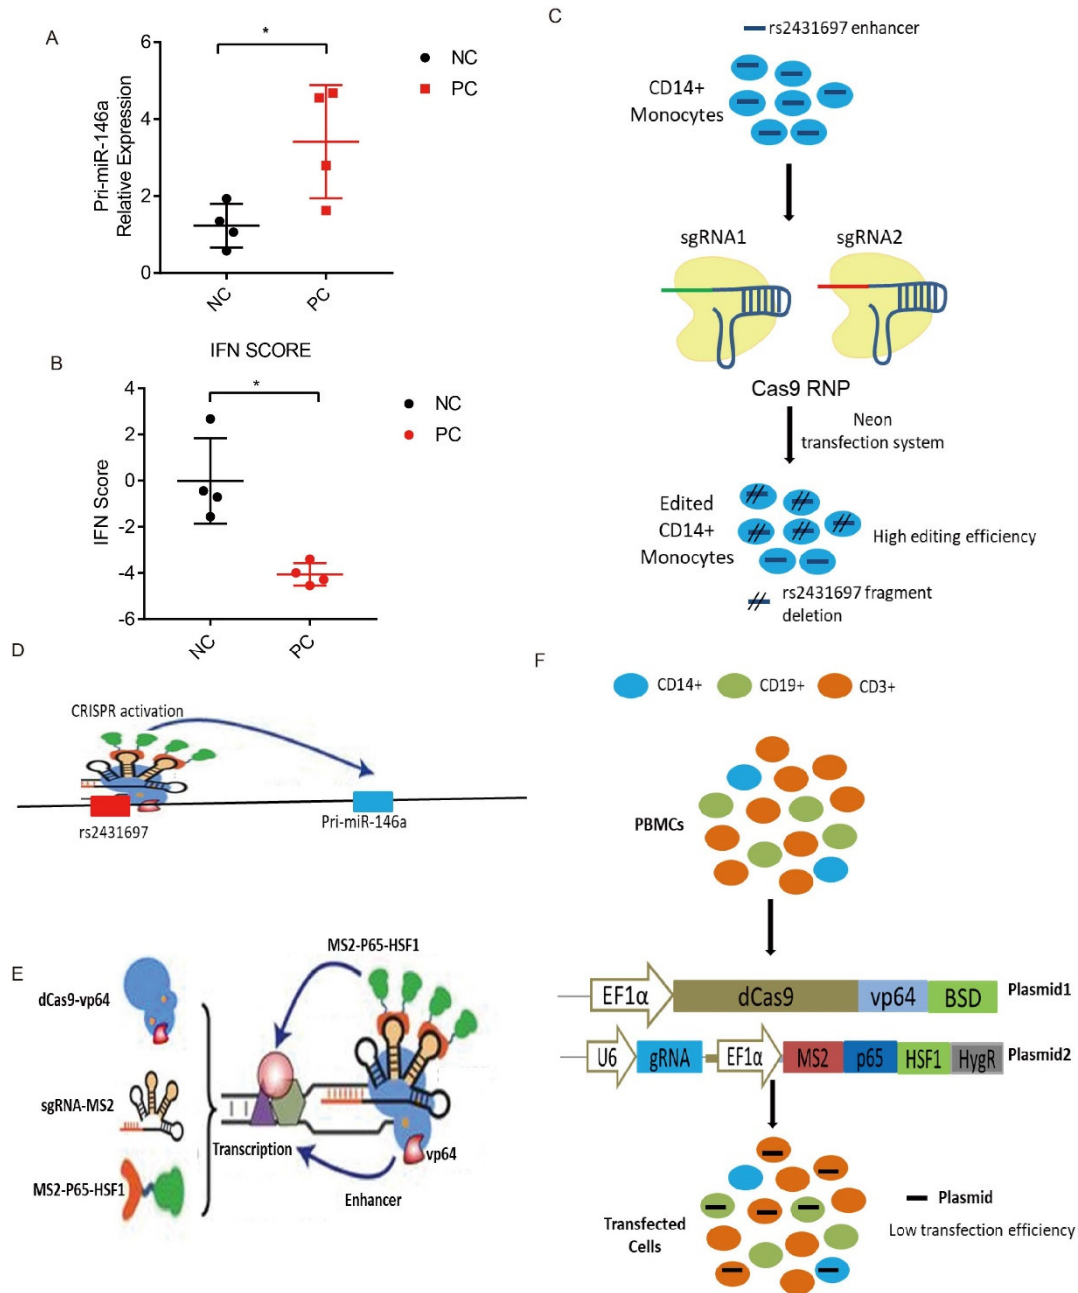 A
6
4
2
0
Pri-miR-146a
Relative Expression
*
NC
PC
NC
PC
B
IFN SCORE
4
2
0
-2
-4
-6
IFN Score
*
NC
PC
NC
PC
C
rs2431697 enhancer
CD14+
Monocytes
sgRNA1
sgRNA2
Cas9 RNP
Neon
transfection system
Edited
CD14+
Monocytes
High editing efficiency
rs2431697 fragment
deletion
D
CRISPR activation
rs2431697
Pri-miR-146a
E
dCas9-vp64
sgRNA-MS2
MS2-P65-HSF1
MS2-P65-HSF1
Transcription
vp64
Enhancer
F
CD14+
CD19+
CD3+
PBMCs
EF1α
dCas9
vp64
BSD
Plasmid1
U6
gRNA
EF1α
MS2
p65
HSF1
HygR
Plasmid2
Transfected
Cells
Plasmid
Low transfection efficiency